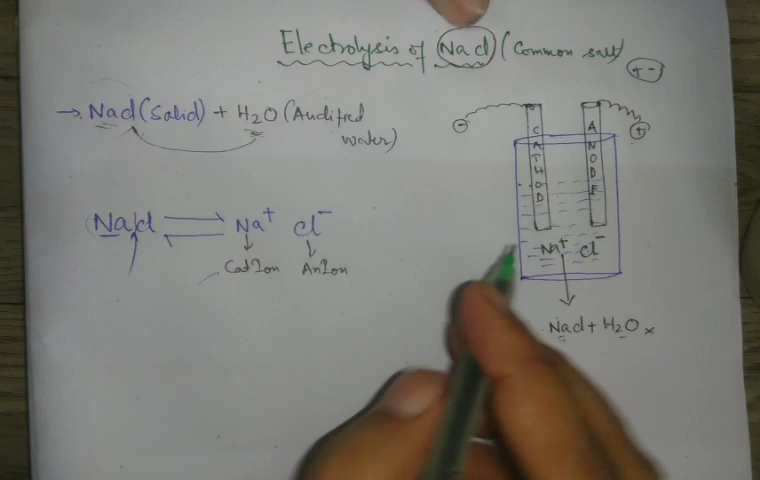 Electrolysis of NaCl (Common salt)
+ -
→ NaCl (Solid) + H2O (Acidified
water)
NaCl ⇌ Na+ Cl-
CatIon AnIon
- +
CATHOD
ANODE
Na+ Cl-
NaCl + H2O x